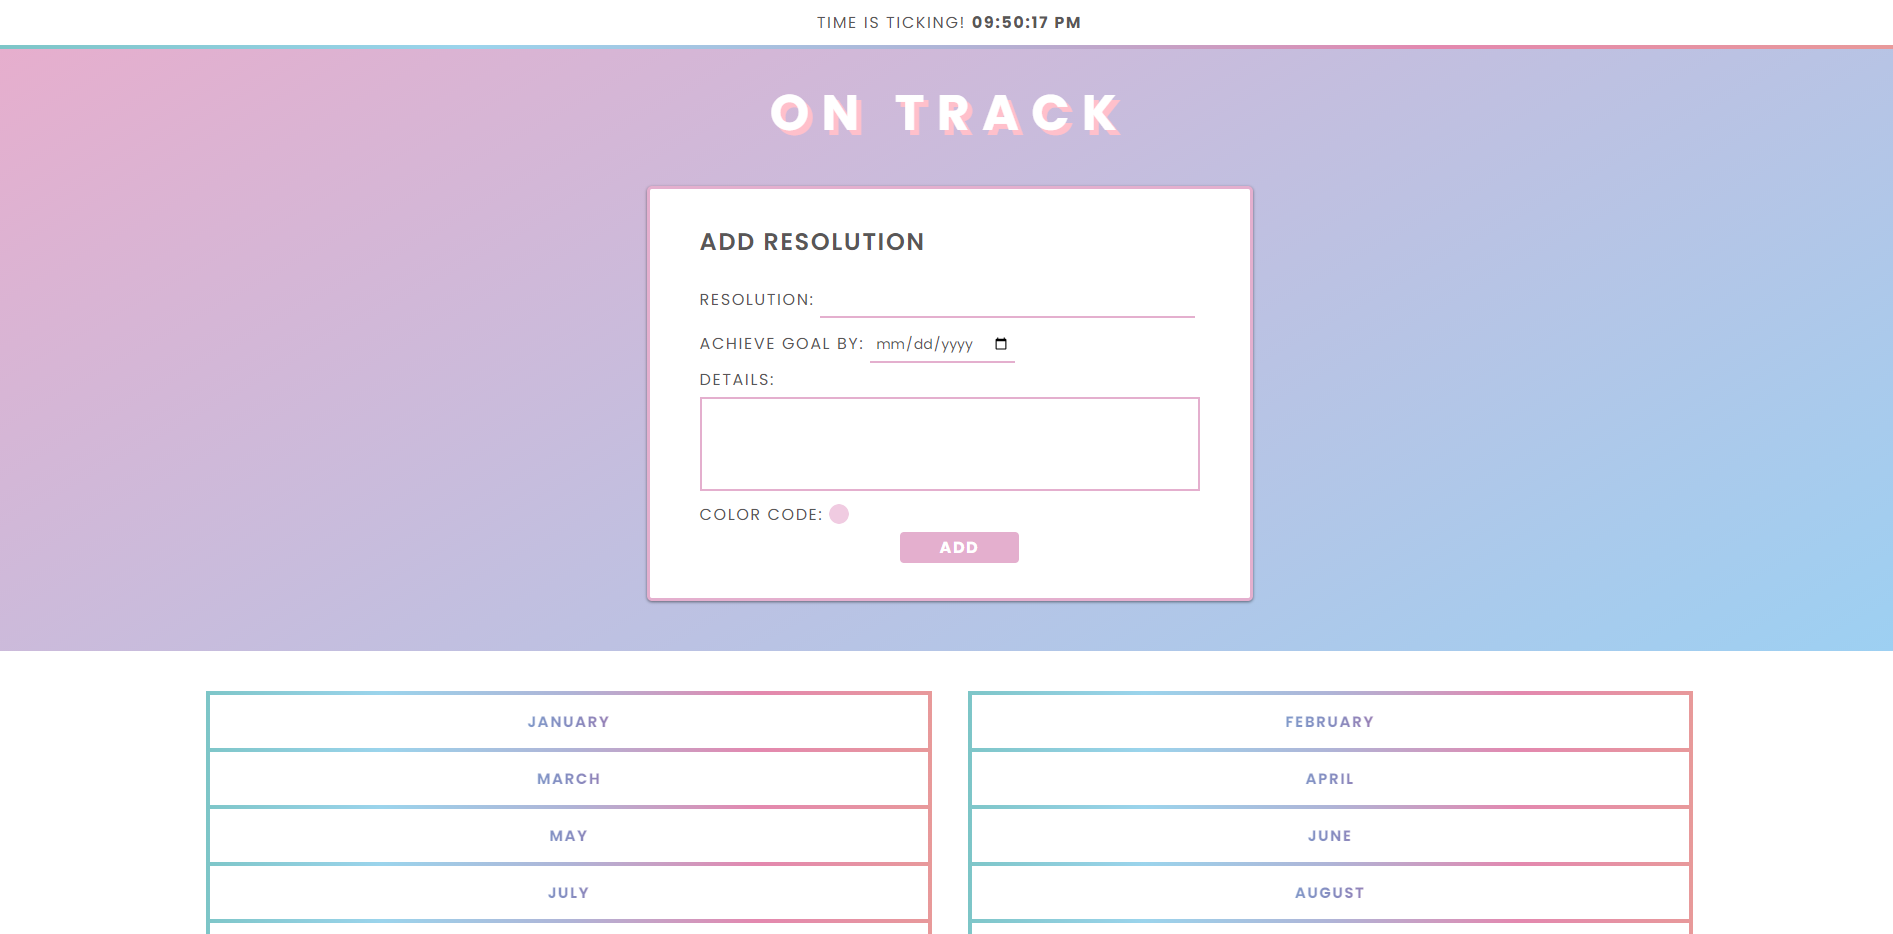 TIME IS TICKING! 09:50:17 PM
ON TRACK
ADD RESOLUTION
RESOLUTION:
ACHIEVE GOAL BY: mm/dd/yyyy
DETAILS:
COLOR CODE:
ADD
JANUARY
FEBRUARY
MARCH
APRIL
MAY
JUNE
JULY
AUGUST